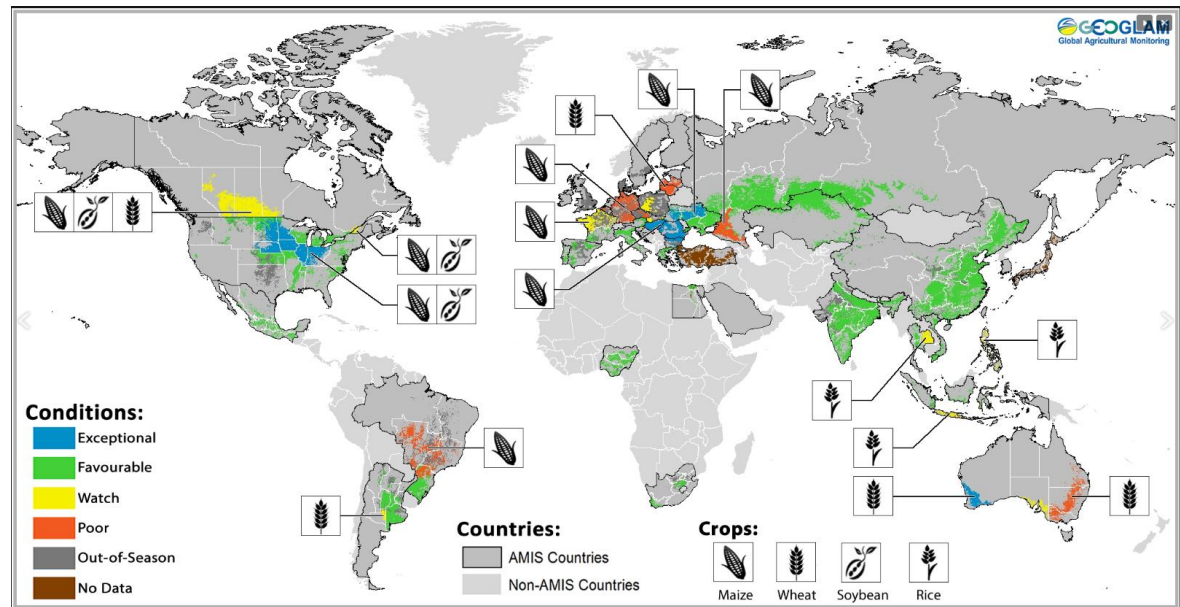 GEOGLAM
Global Agricultural Monitoring
Conditions:
Exceptional
Favourable
Watch
Poor
Out-of-Season
No Data
Countries:
AMIS Countries
Non-AMIS Countries
Crops:
Maize
Wheat
Soybean
Rice